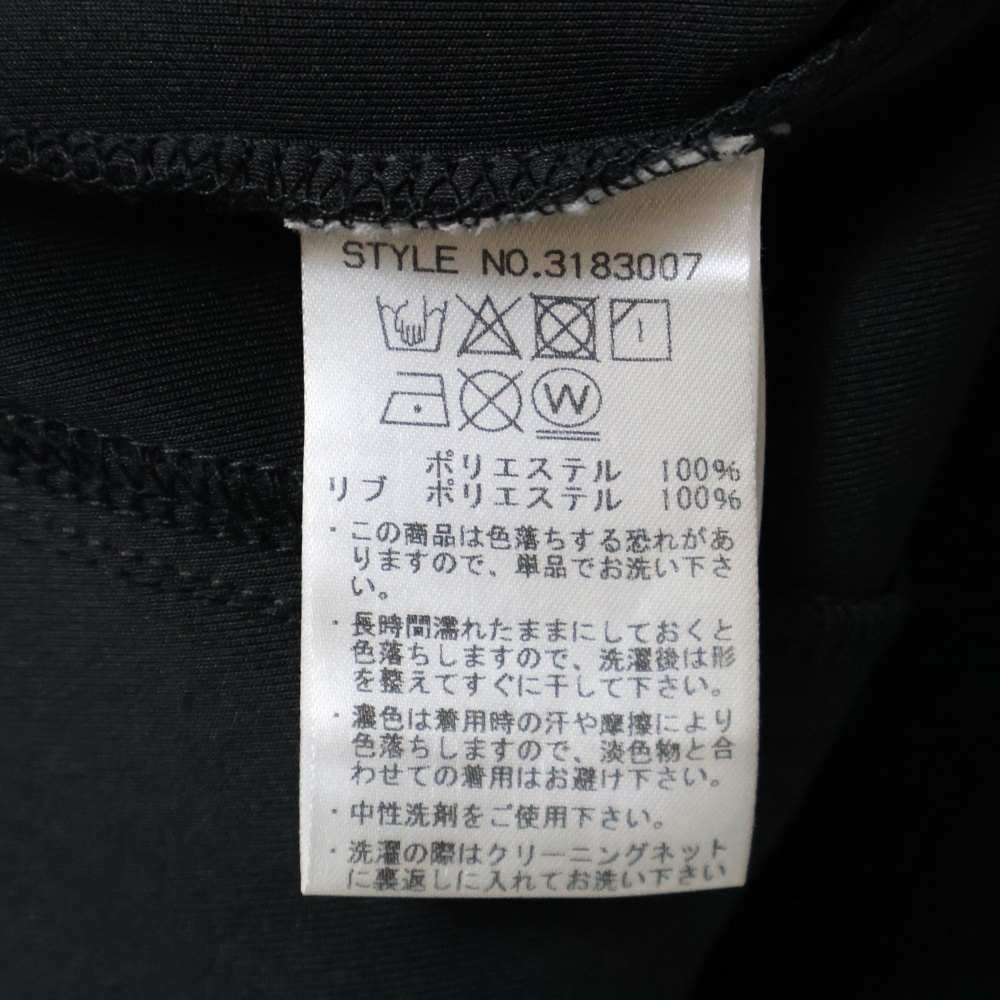 STYLE NO.3183007
W
ポリエステル 100%
リブ ポリエステル 100%
・この商品は色落ちする恐れがあ
りますので、単品でお洗い下さ
い。
・長時間濡れたままにしておくと
色落ちしますので、洗濯後は形
を整えてすぐに干して下さい。
・濃色は着用時の汗や摩擦により
色落ちしますので、淡色物と合
わせての着用はお避け下さい。
・中性洗剤をご使用下さい。
・洗濯の際はクリーニングネット
に裏返しに入れてお洗い下さい